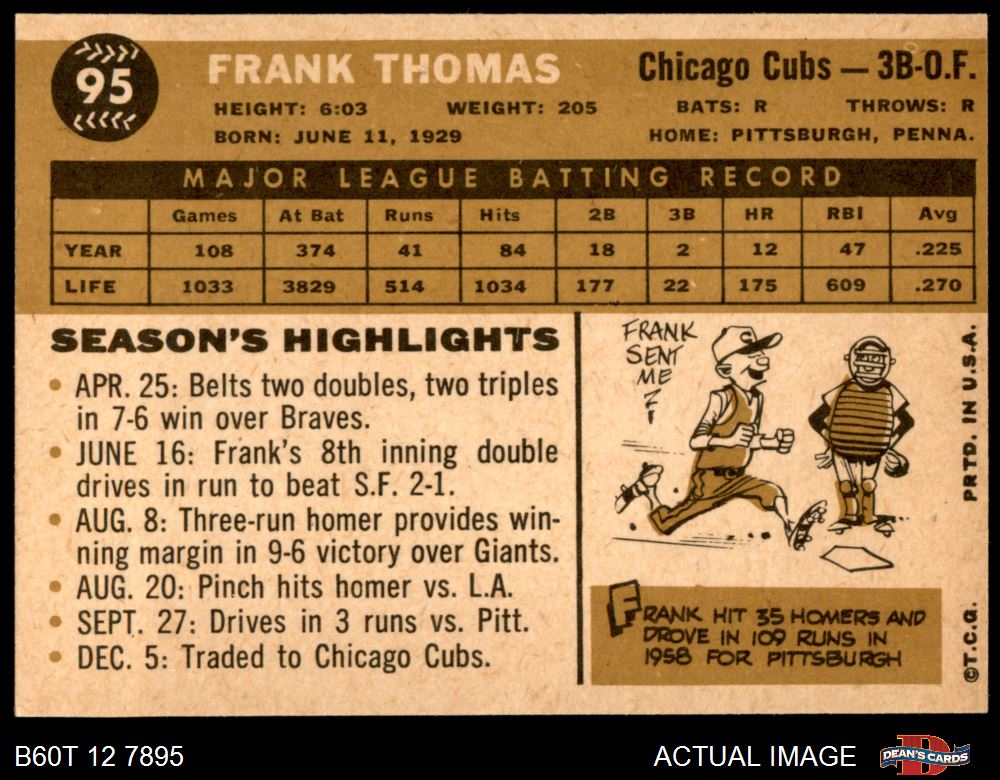 95
FRANK THOMAS
Chicago Cubs — 3B-O.F.
HEIGHT: 6:03 WEIGHT: 205 BATS: R THROWS: R
BORN: JUNE 11, 1929 HOME: PITTSBURGH, PENNA.
MAJOR LEAGUE BATTING RECORD
Games At Bat Runs Hits 2B 3B HR RBI Avg
YEAR 108 374 41 84 18 2 12 47 .225
LIFE 1033 3829 514 1034 177 22 175 609 .270
SEASON'S HIGHLIGHTS
• APR. 25: Belts two doubles, two triples
in 7-6 win over Braves.
• JUNE 16: Frank's 8th inning double
drives in run to beat S.F. 2-1.
• AUG. 8: Three-run homer provides win-
ning margin in 9-6 victory over Giants.
• AUG. 20: Pinch hits homer vs. L.A.
• SEPT. 27: Drives in 3 runs vs. Pitt.
• DEC. 5: Traded to Chicago Cubs.
FRANK
SENT
ME
C
FRANK HIT 35 HOMERS AND
DROVE IN 109 RUNS IN
1958 FOR PITTSBURGH
©T.C.G. PRTD. IN U.S.A.
B60T 12 7895
ACTUAL IMAGE
DEAN'S CARDS